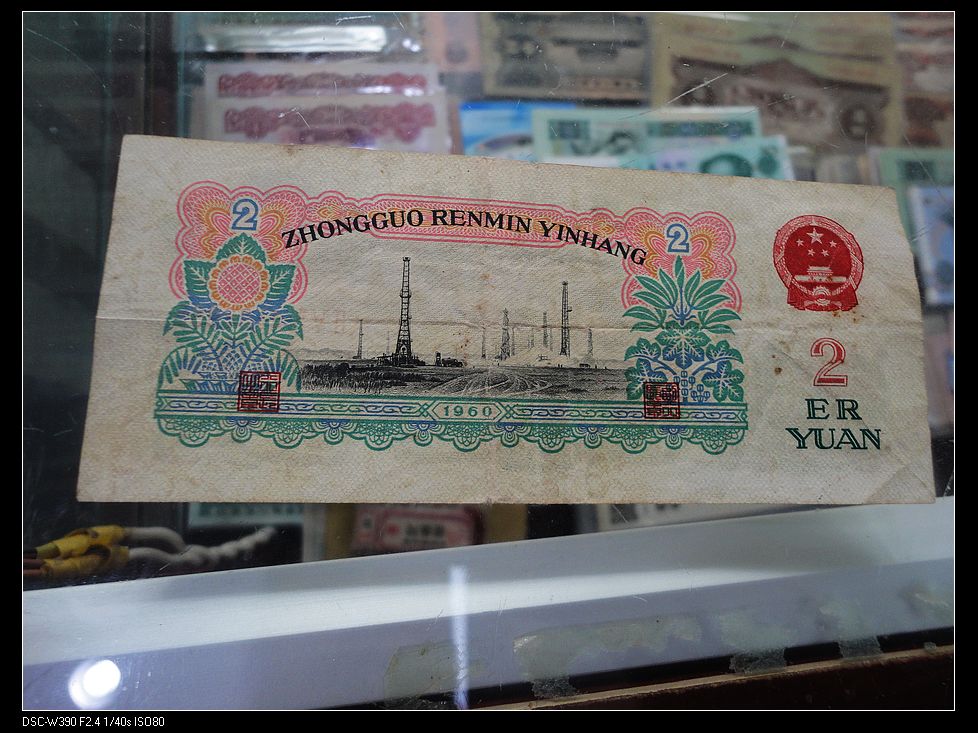 2
2
ZHONGGUO RENMIN YINHANG
2
ER
YUAN
1960
DSC-W390 F2.4 1/40s ISO80